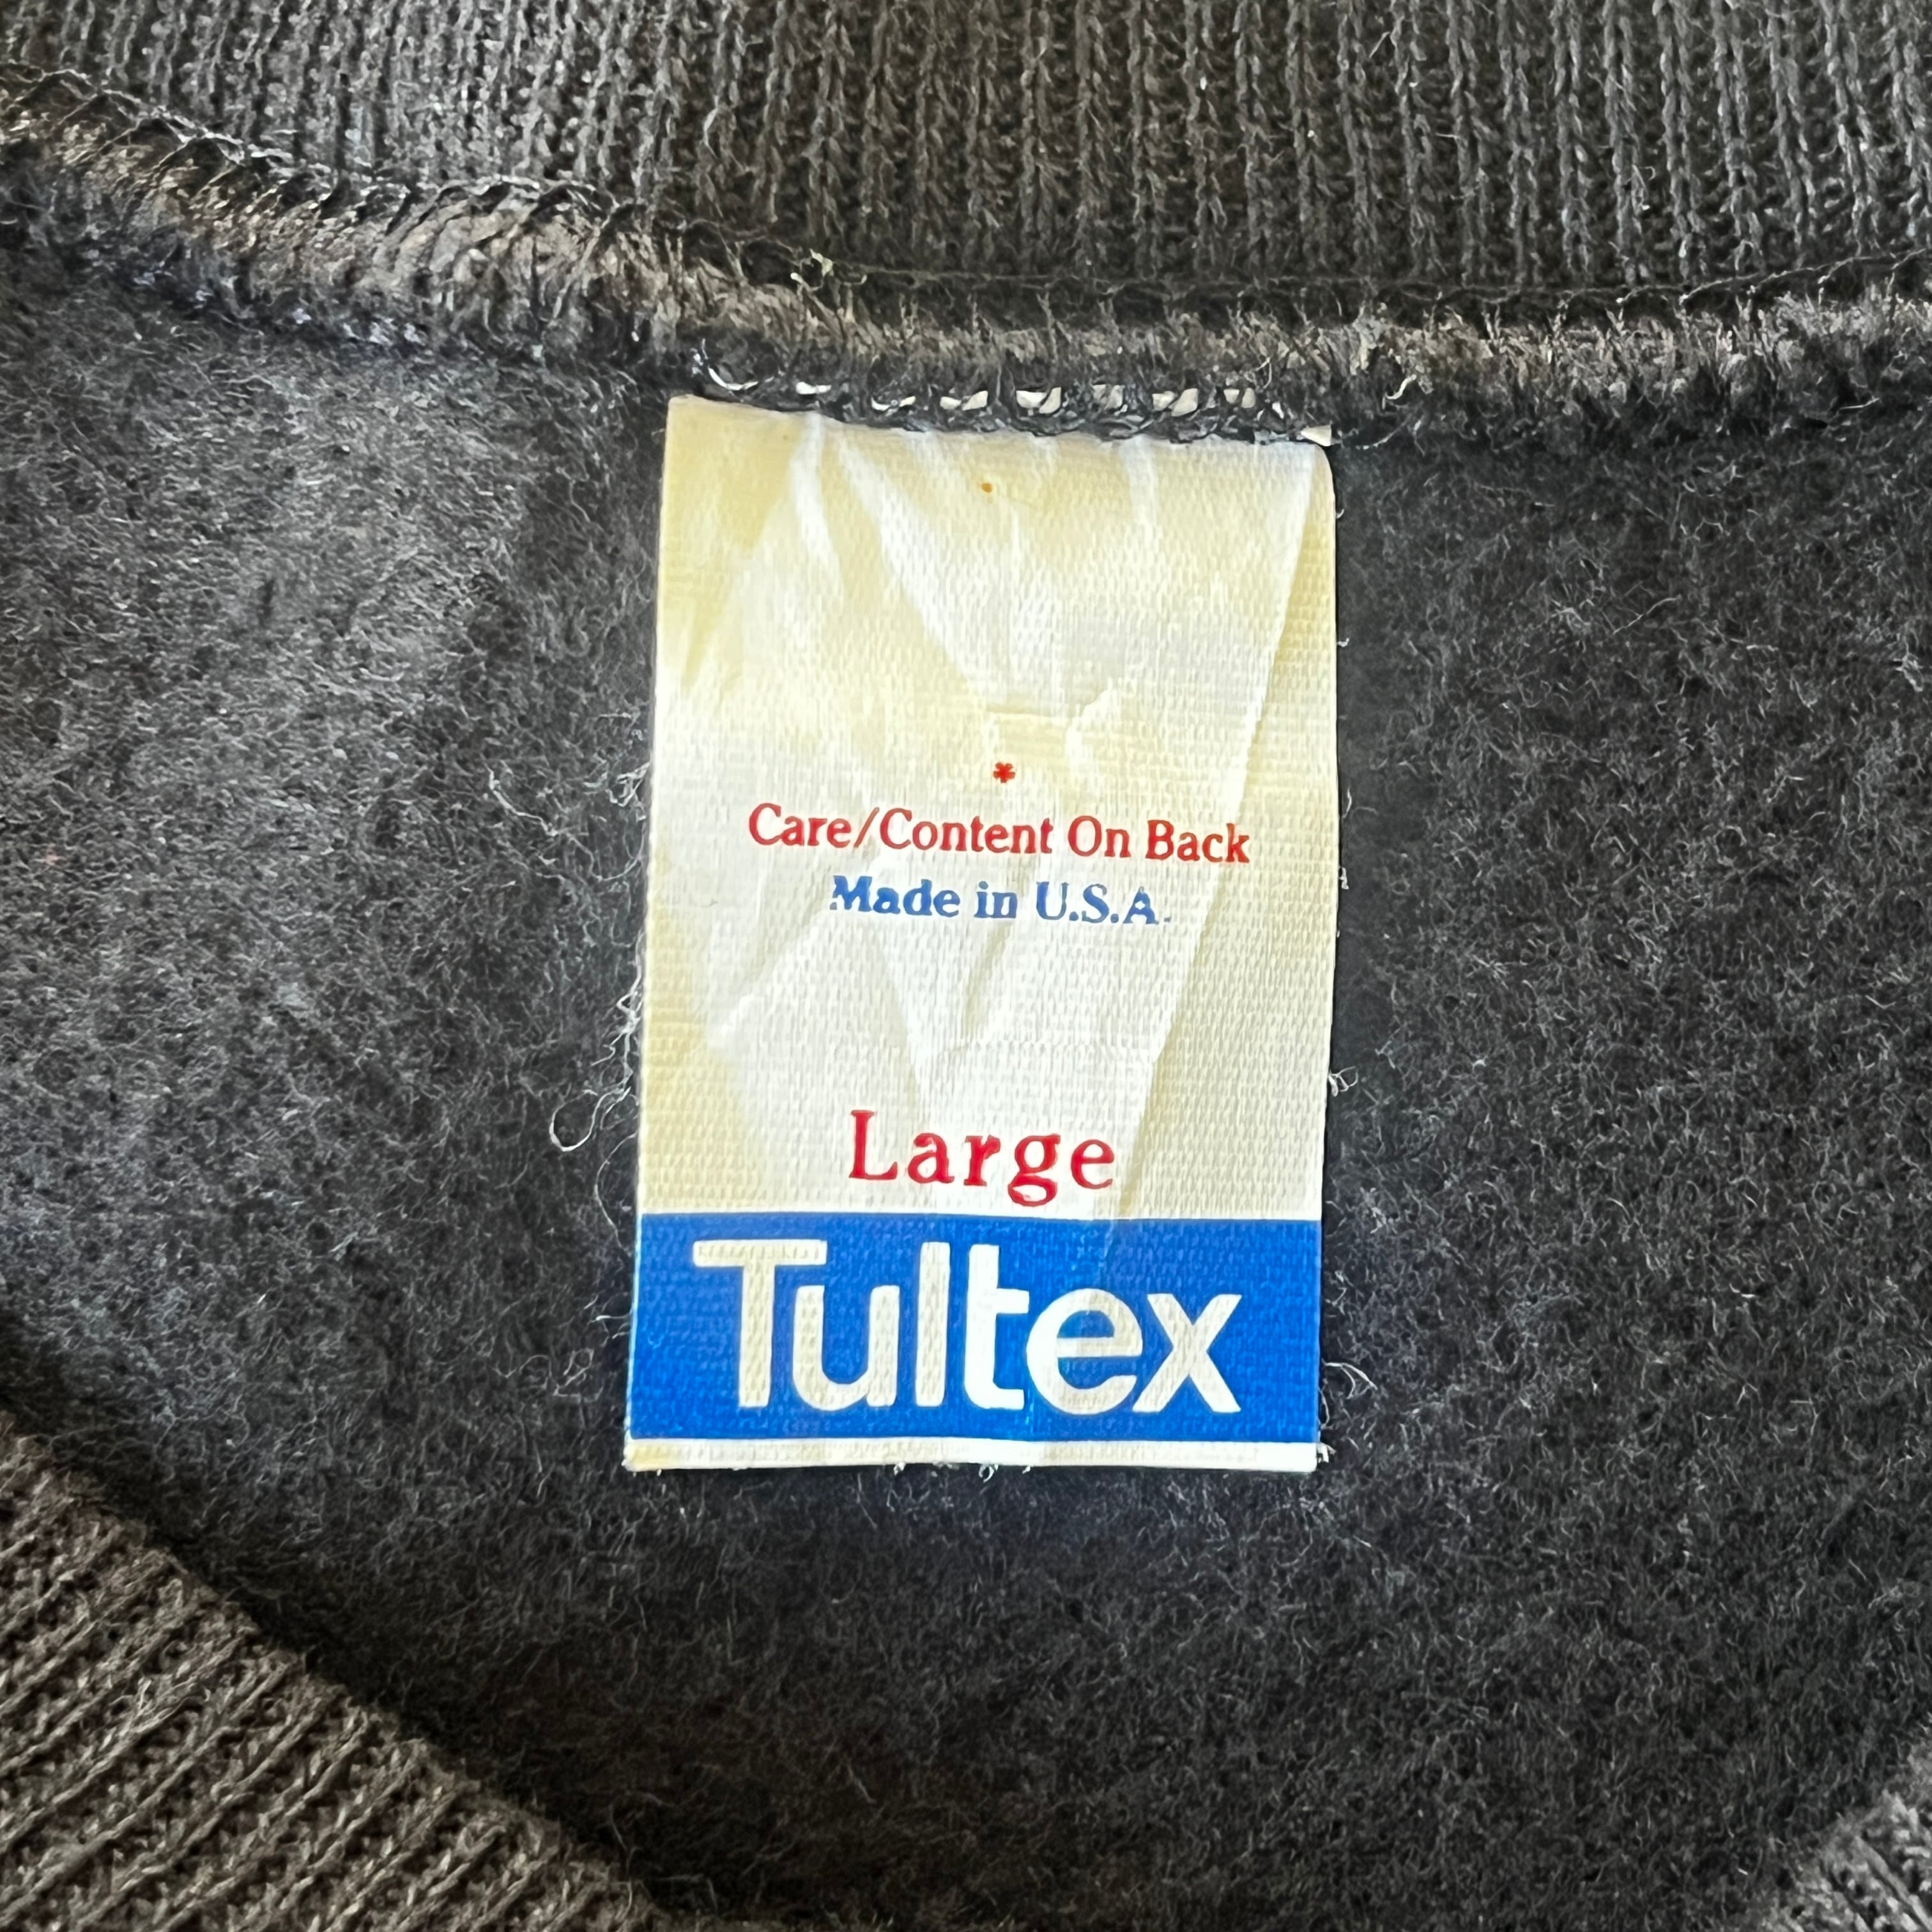 *
Care/Content On Back
Made in U.S.A.
Large
Tultex